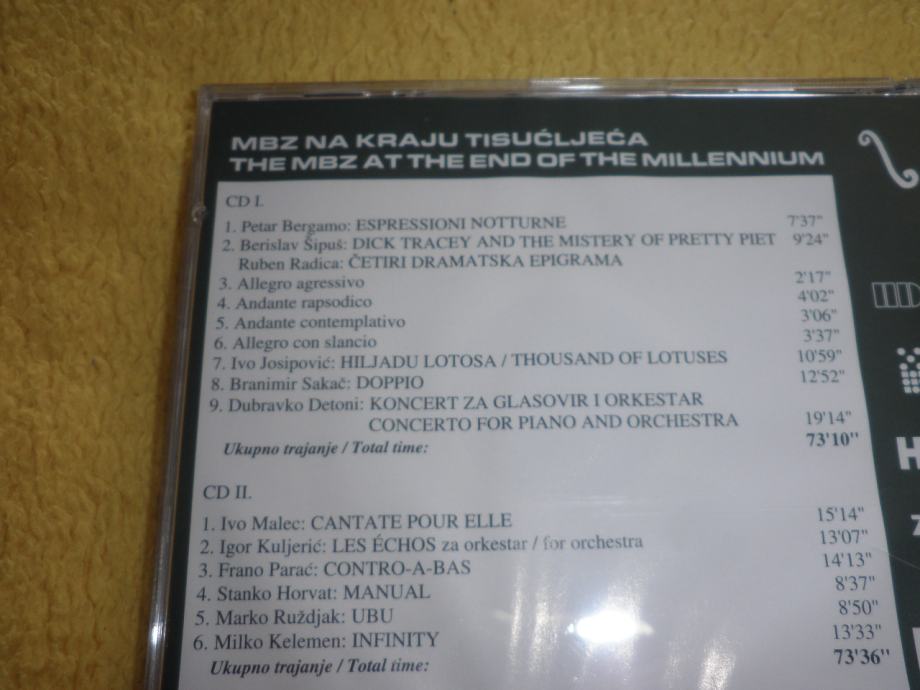 MBZ NA KRAJU TISUĆLJEĆA
THE MBZ AT THE END OF THE MILLENNIUM
CD I.
1. Petar Bergamo: ESPRESSIONI NOTTURNE 7'37"
2. Berislav Šipuš: DICK TRACEY AND THE MISTERY OF PRETTY PIET 9'24"
Ruben Radica: ČETIRI DRAMATSKA EPIGRAMA
3. Allegro agressivo 2'17"
4. Andante rapsodico 4'02"
5. Andante contemplativo 3'06"
6. Allegro con slancio 3'37"
7. Ivo Josipović: HILJADU LOTOSA / THOUSAND OF LOTUSES 10'59"
8. Branimir Sakač: DOPPIO 12'52"
9. Dubravko Detoni: KONCERT ZA GLASOVIR I ORKESTAR
CONCERTO FOR PIANO AND ORCHESTRA 19'14"
Ukupno trajanje / Total time: 73'10"
CD II.
1. Ivo Malec: CANTATE POUR ELLE 15'14"
2. Igor Kuljerić: LES ÉCHOS za orkestar / for orchestra 13'07"
3. Frano Parać: CONTRO-A-BAS 14'13"
4. Stanko Horvat: MANUAL 8'37"
5. Marko Ruždjak: UBU 8'50"
6. Milko Kelemen: INFINITY 13'33"
Ukupno trajanje / Total time: 73'36"